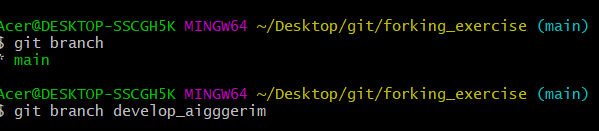 Acer@DESKTOP-SSCGH5K MINGW64 ~/Desktop/git/forking_exercise (main)
$ git branch
* main
Acer@DESKTOP-SSCGH5K MINGW64 ~/Desktop/git/forking_exercise (main)
$ git branch develop_aigggerim